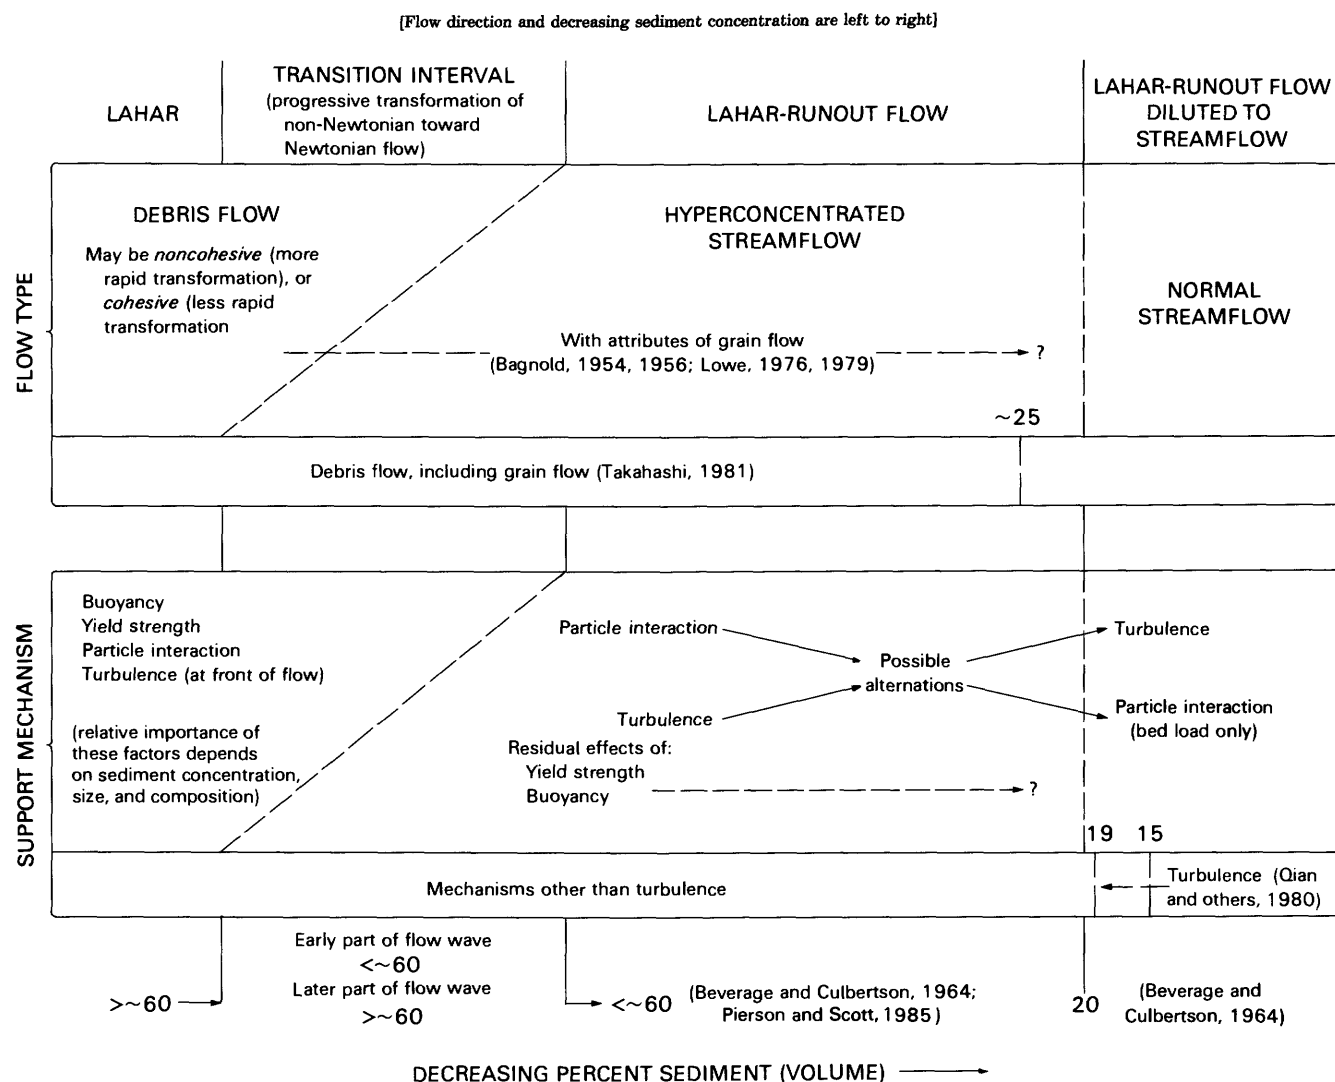 [Flow direction and decreasing sediment concentration are left to right]
LAHAR
TRANSITION INTERVAL
(progressive transformation of
non-Newtonian toward
Newtonian flow)
LAHAR-RUNOUT FLOW
LAHAR-RUNOUT FLOW
DILUTED TO
STREAMFLOW
FLOW TYPE
DEBRIS FLOW
May be noncohesive (more
rapid transformation), or
cohesive (less rapid
transformation
HYPERCONCENTRATED
STREAMFLOW
With attributes of grain flow
(Bagnold, 1954, 1956; Lowe, 1976, 1979)
?
~25
NORMAL
STREAMFLOW
Debris flow, including grain flow (Takahashi, 1981)
SUPPORT MECHANISM
Buoyancy
Yield strength
Particle interaction
Turbulence (at front of flow)
(relative importance of
these factors depends
on sediment concentration,
size, and composition)
Particle interaction
Turbulence
Possible
alternations
Residual effects of:
Yield strength
Buoyancy
?
Turbulence
Particle interaction
(bed load only)
19 15
Mechanisms other than turbulence
Turbulence (Qian
and others, 1980)
>~60
Early part of flow wave
<~60
Later part of flow wave
>~60
<~60 (Beverage and Culbertson, 1964;
Pierson and Scott, 1985)
20
(Beverage and
Culbertson, 1964)
DECREASING PERCENT SEDIMENT (VOLUME)